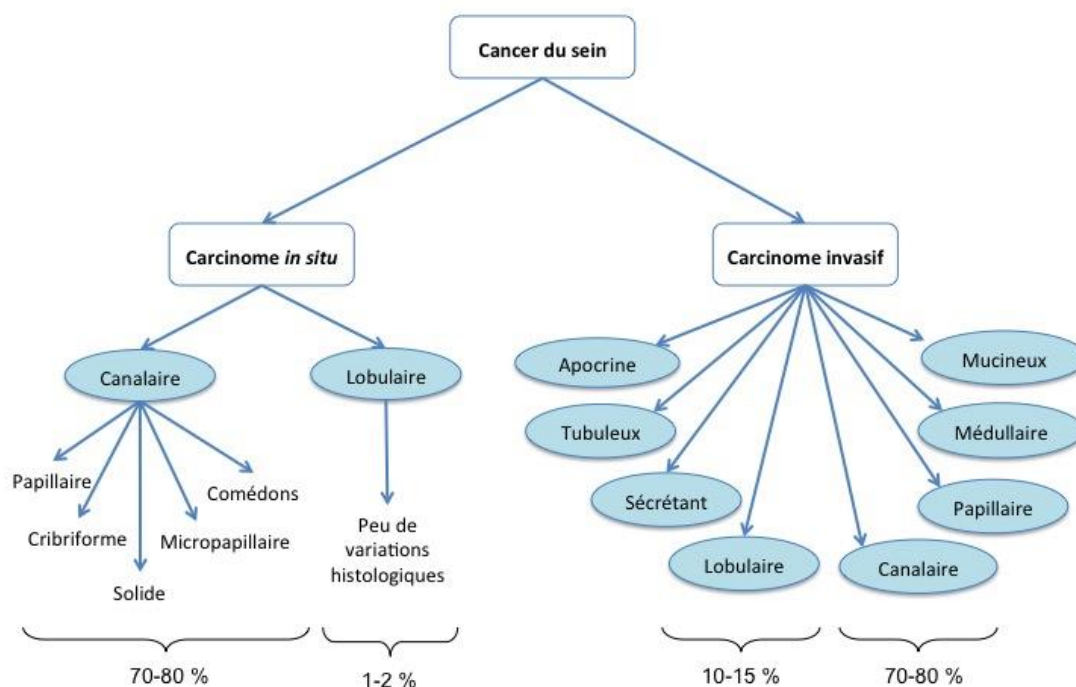 Cancer du sein
Carcinome in situ
Carcinome invasif
Canalaire
Lobulaire
Papillaire
Cribriforme
Solide
Micropapillaire
Comédons
Peu de
variations
histologiques
Apocrine
Tubuleux
Sécrétant
Lobulaire
Canalaire
Papillaire
Médullaire
Mucineux
70-80 %
1-2 %
10-15 %
70-80 %